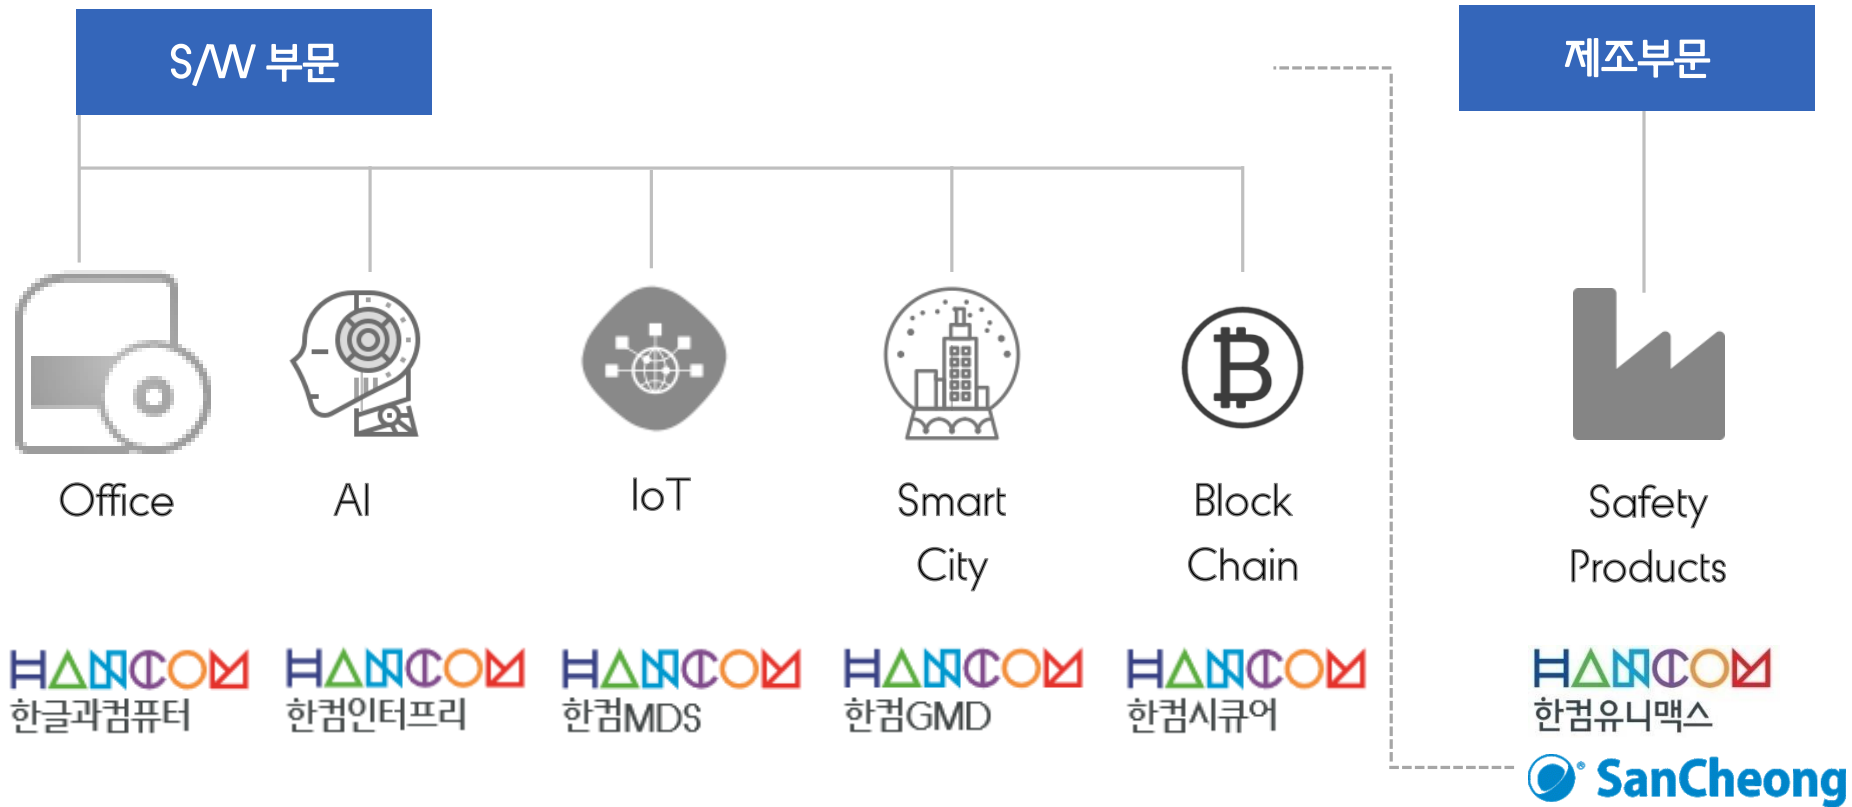 S/W 부문
제조부문
Office
AI
IoT
Smart
City
Block
Chain
Safety
Products
HANCOM
한글과컴퓨터
HANCOM
한컴인터프리
HANCOM
한컴MDS
HANCOM
한컴GMD
HANCOM
한컴시큐어
HANCOM
한컴유니맥스
® SanCheong